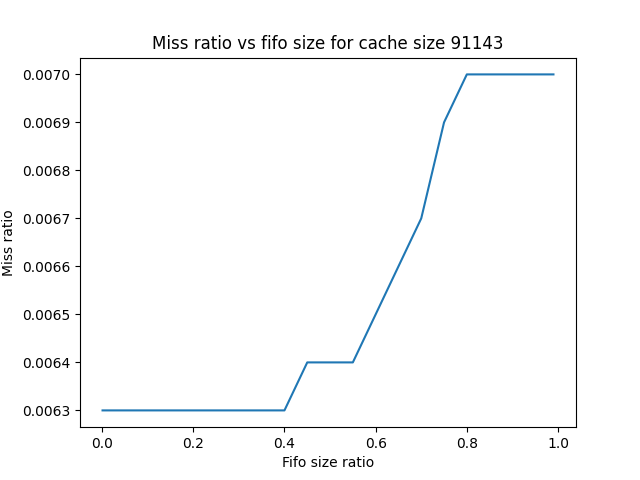 Miss ratio vs fifo size for cache size 91143
0.0070
0.0069
0.0068
0.0067
0.0066
0.0065
0.0064
0.0063
Miss ratio
0.0 0.2 0.4 0.6 0.8 1.0
Fifo size ratio